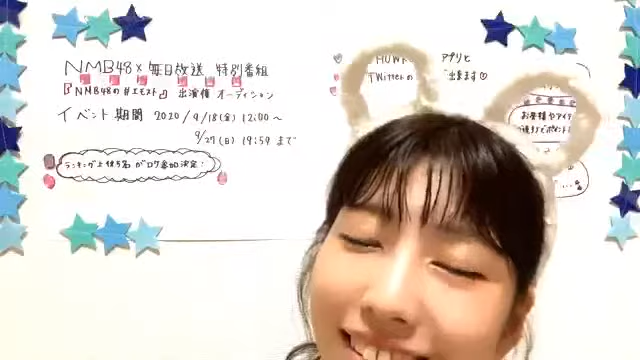 NMB48×毎日放送 特別番組
『NMB48の#エモスト』出演権オーディション
イベント期間 2020/9/18(金)12:00〜
9/27(日)19:59まで
ランキング上位5名がロケ参加決定!
アプリと
Twitterの
出来ます♡
お客様やアイテ